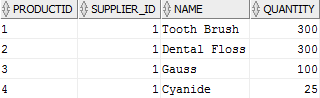 PRODUCTID SUPPLIER_ID NAME QUANTITY
1 1 Tooth Brush 300
2 1 Dental Floss 300
3 1 Gauss 100
4 1 Cyanide 25